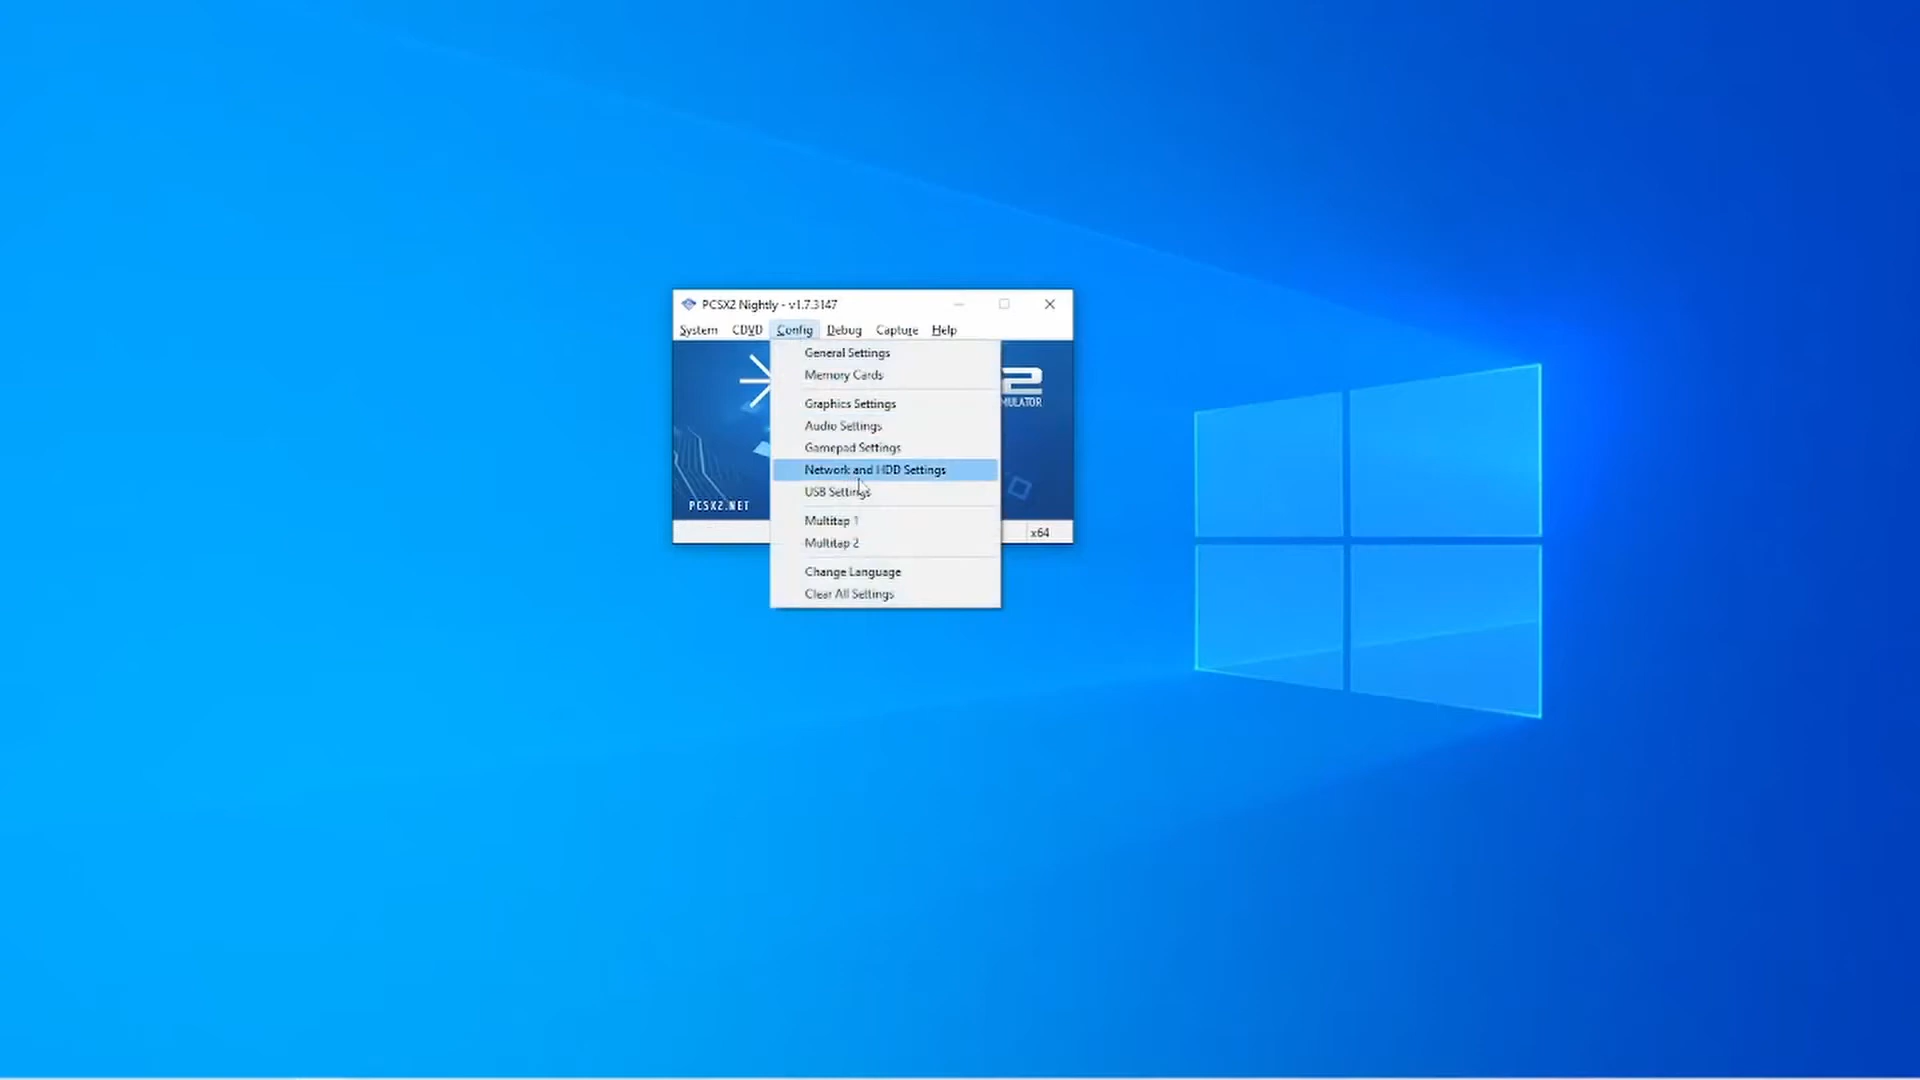 PCSX2 Nightly - v1.7.3147
System CDVD Config Debug Capture Help
General Settings
Memory Cards
Graphics Settings
Audio Settings
Gamepad Settings
Network and HDD Settings
USB Settings
Multitap 1
Multitap 2
Change Language
Clear All Settings
2
MULATOR
PCSX2.NET
x64